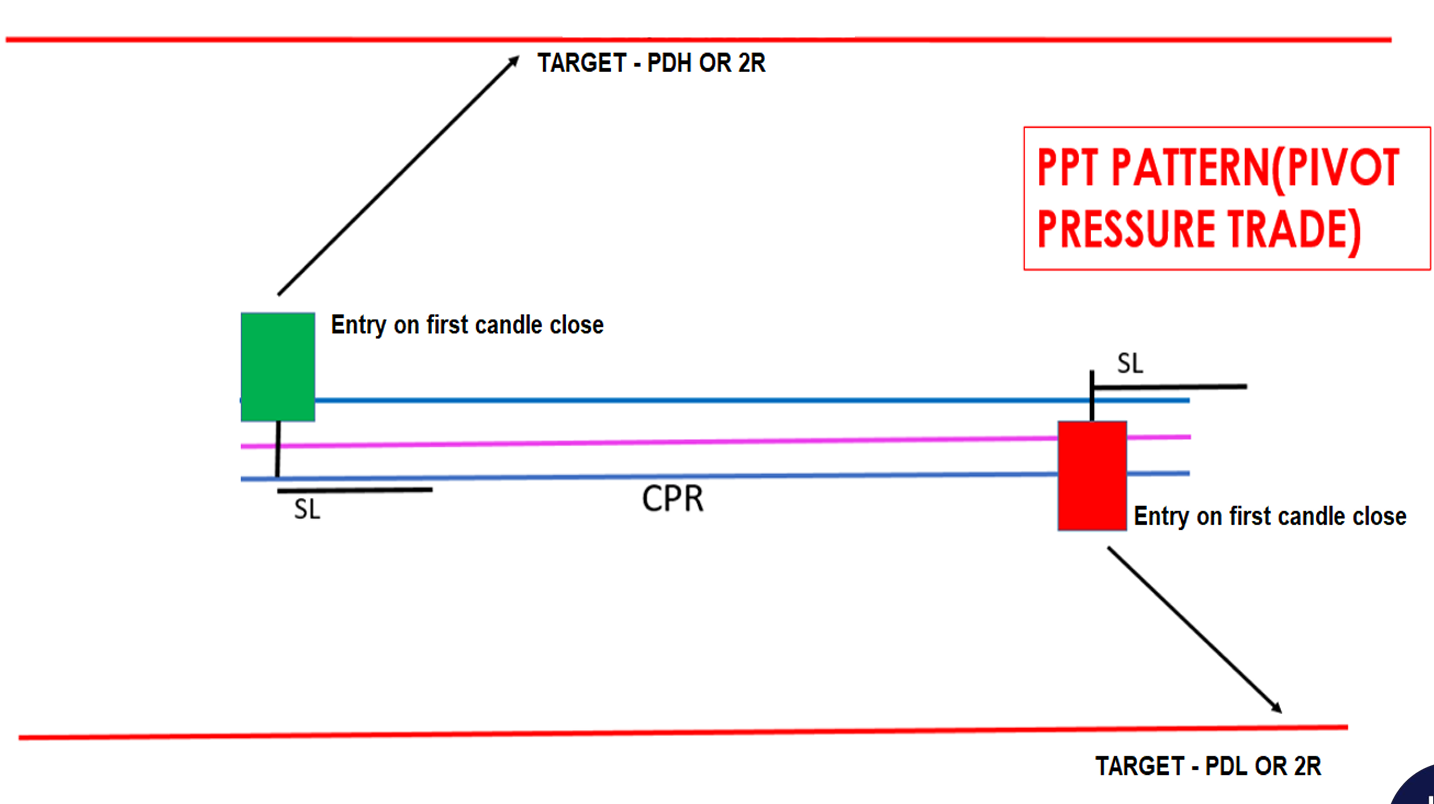 TARGET - PDH OR 2R
PPT PATTERN(PIVOT
PRESSURE TRADE)
Entry on first candle close
SL
SL
CPR
Entry on first candle close
TARGET - PDL OR 2R